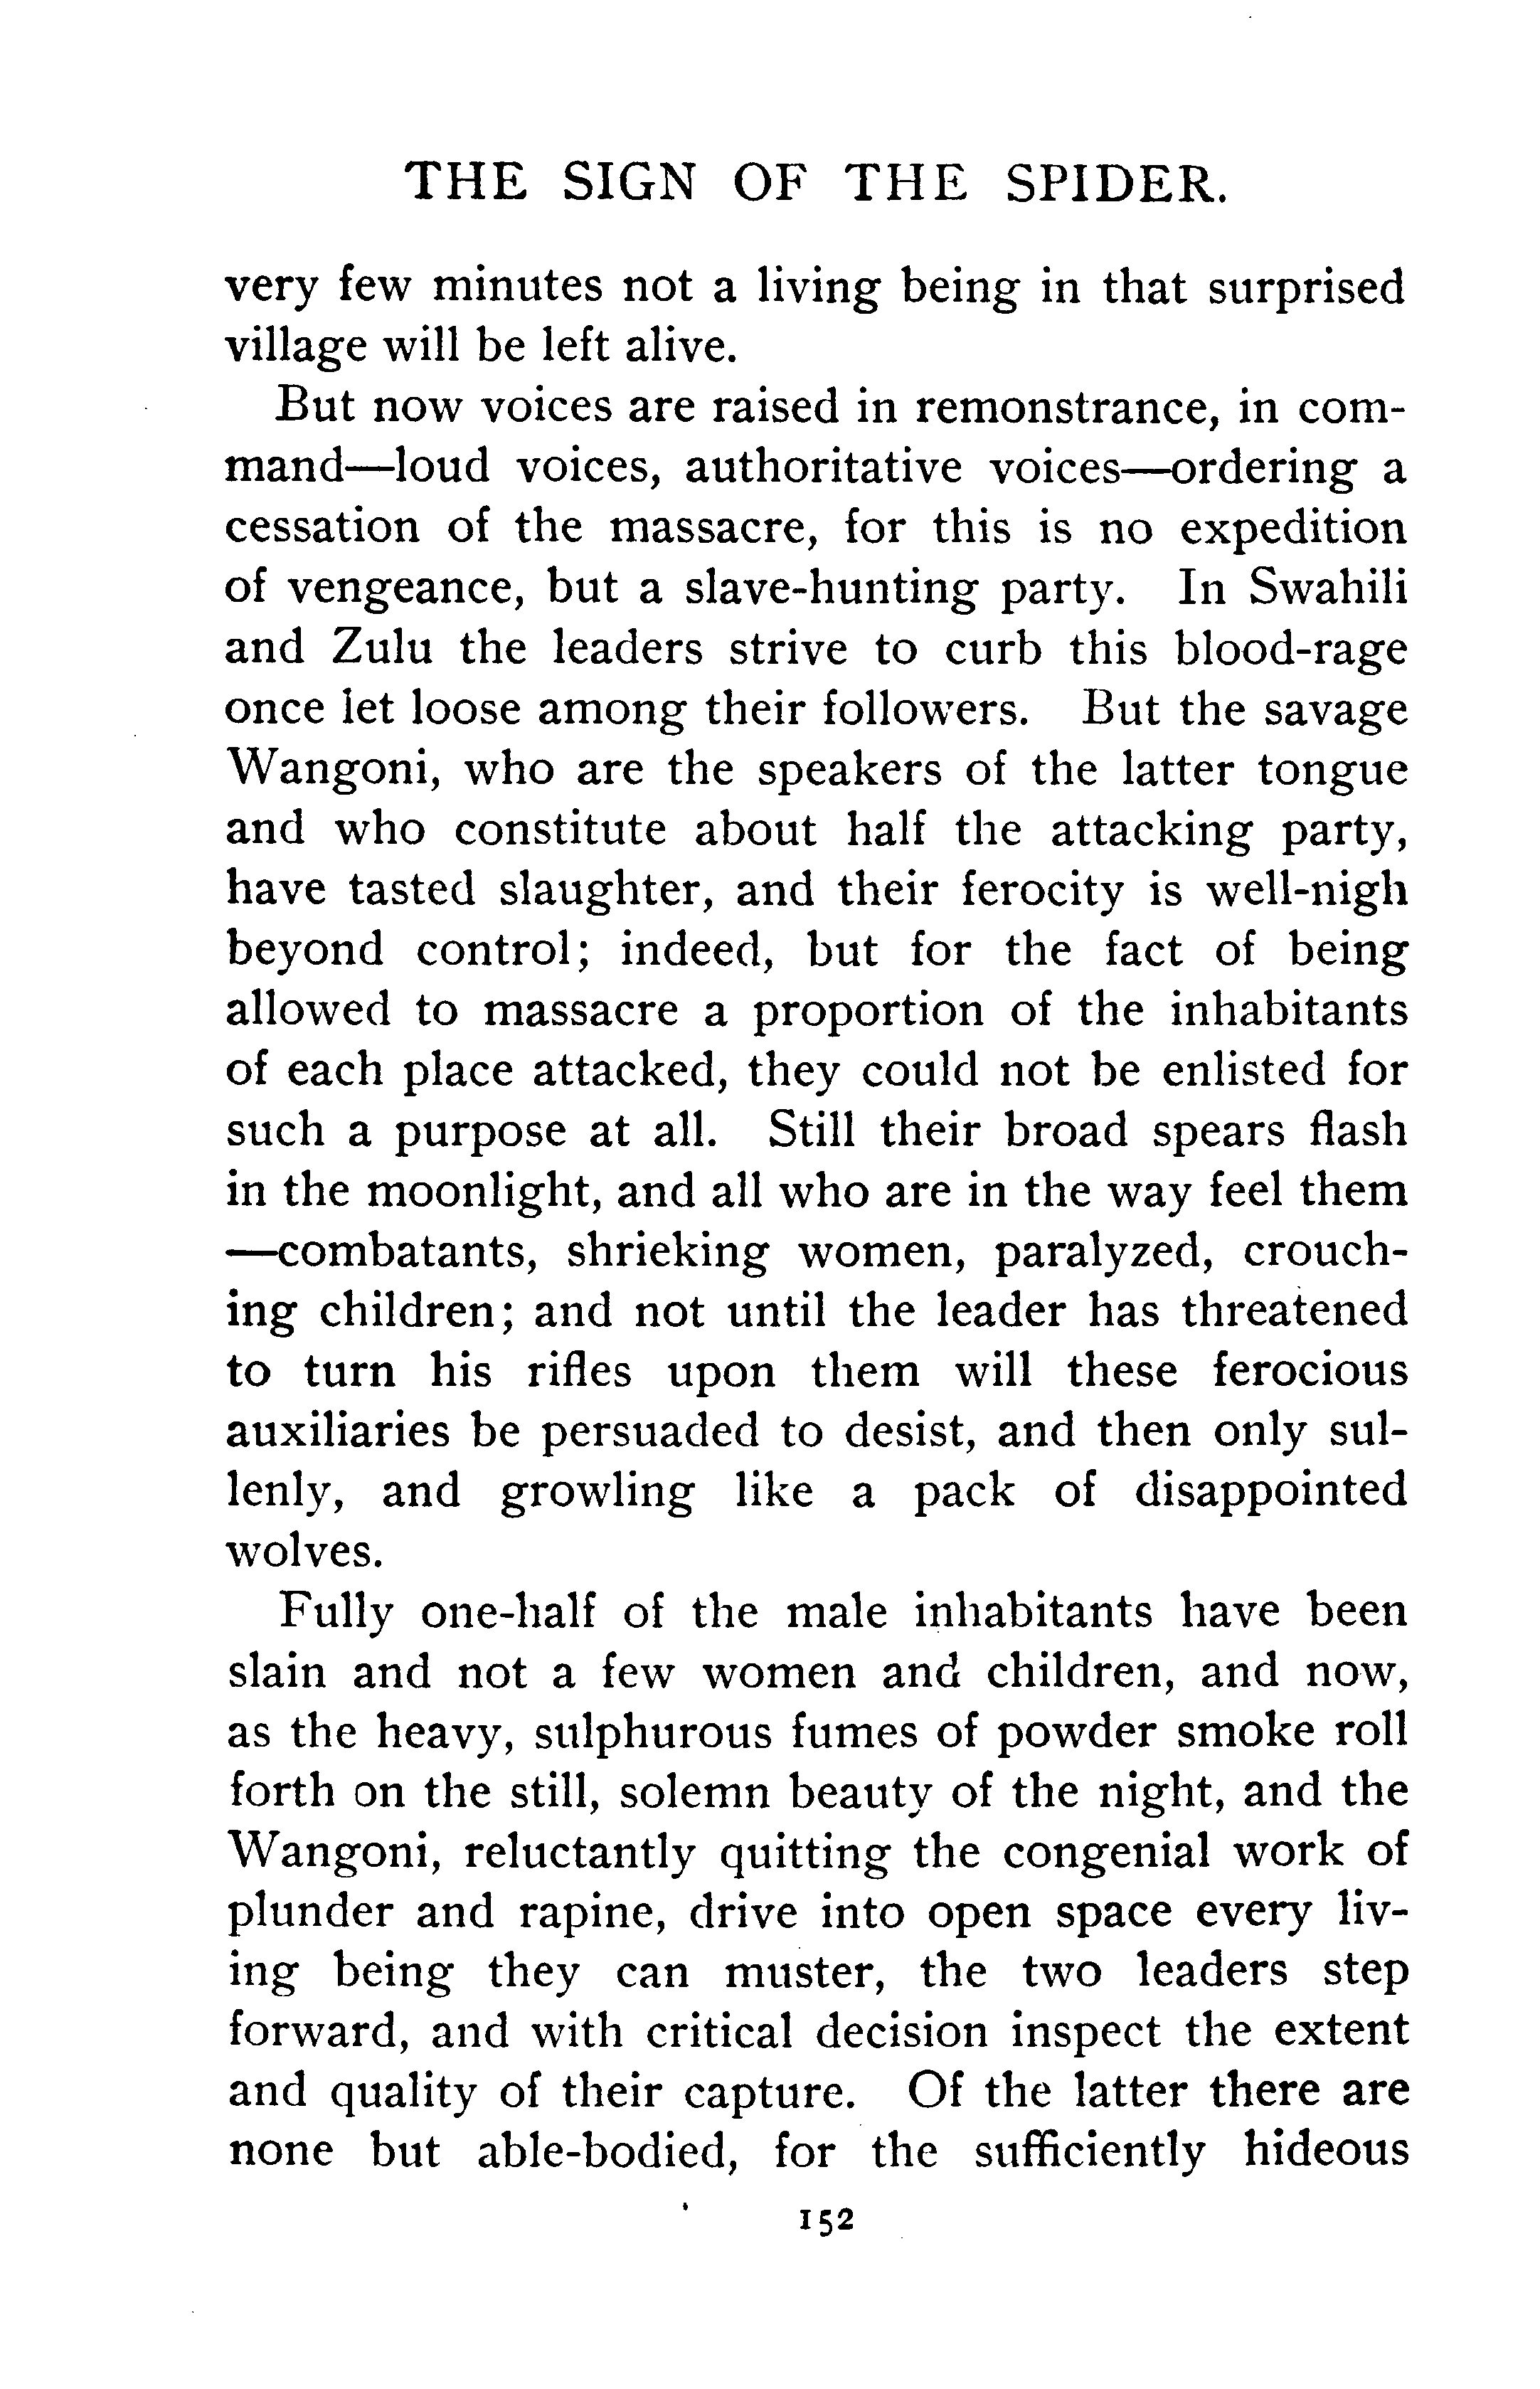 THE SIGN OF THE SPIDER.
very few minutes not a living being in that surprised
village will be left alive.
But now voices are raised in remonstrance, in com-
mand—loud voices, authoritative voices—ordering a
cessation of the massacre, for this is no expedition
of vengeance, but a slave-hunting party. In Swahili
and Zulu the leaders strive to curb this blood-rage
once let loose among their followers. But the savage
Wangoni, who are the speakers of the latter tongue
and who constitute about half the attacking party,
have tasted slaughter, and their ferocity is well-nigh
beyond control; indeed, but for the fact of being
allowed to massacre a proportion of the inhabitants
of each place attacked, they could not be enlisted for
such a purpose at all. Still their broad spears flash
in the moonlight, and all who are in the way feel them
—combatants, shrieking women, paralyzed, crouch-
ing children; and not until the leader has threatened
to turn his rifles upon them will these ferocious
auxiliaries be persuaded to desist, and then only sul-
lenly, and growling like a pack of disappointed
wolves.
Fully one-half of the male inhabitants have been
slain and not a few women and children, and now,
as the heavy, sulphurous fumes of powder smoke roll
forth on the still, solemn beauty of the night, and the
Wangoni, reluctantly quitting the congenial work of
plunder and rapine, drive into open space every liv-
ing being they can muster, the two leaders step
forward, and with critical decision inspect the extent
and quality of their capture. Of the latter there are
none but able-bodied, for the sufficiently hideous
152